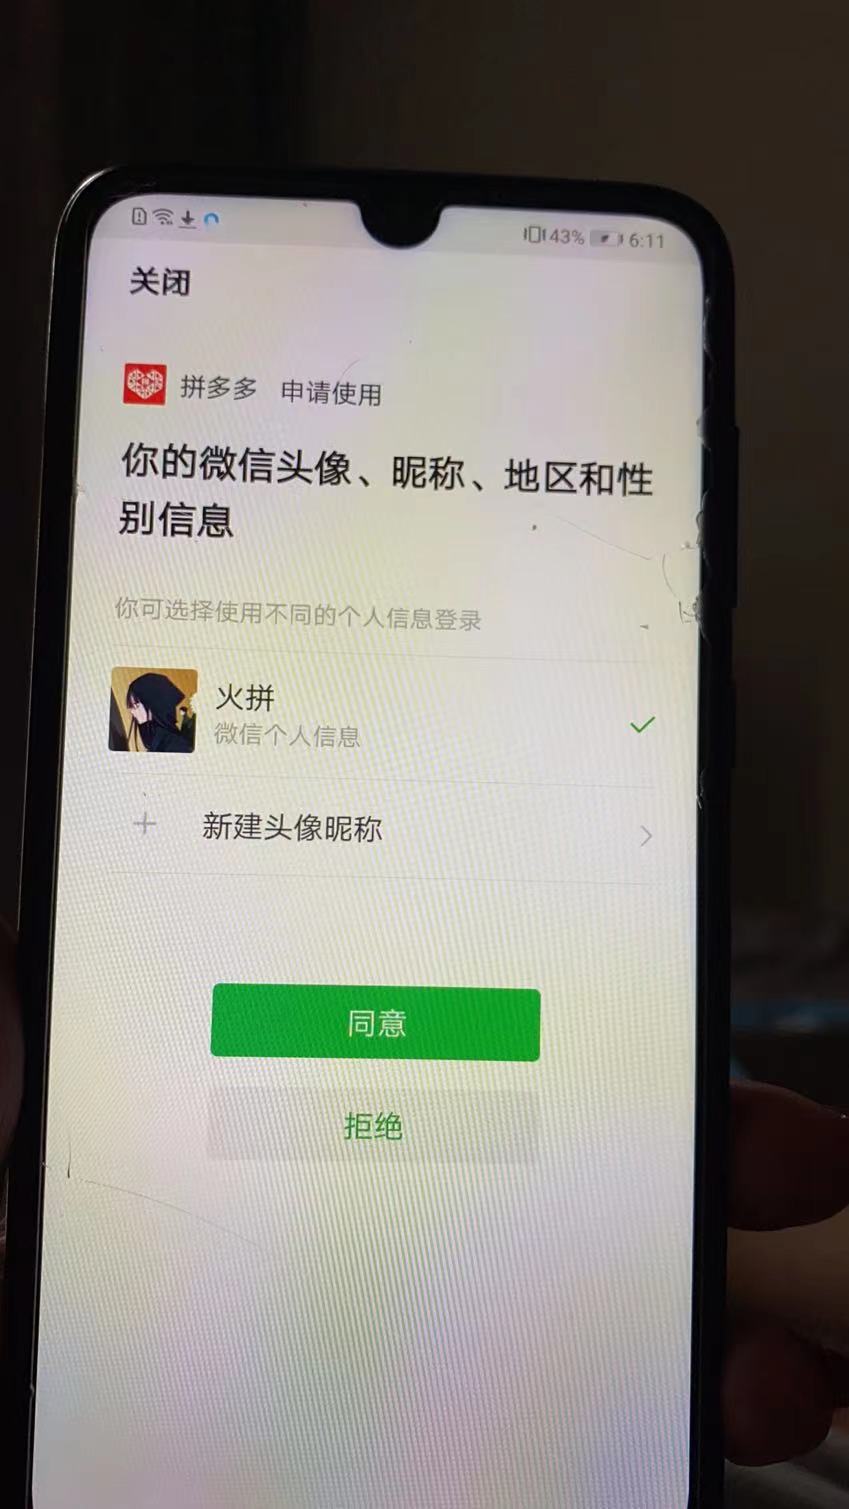 43% 6:11
关闭
拼多多 申请使用
你的微信头像、昵称、地区和性
别信息
你可选择使用不同的个人信息登录
火拼
微信个人信息
新建头像昵称
同意
拒绝